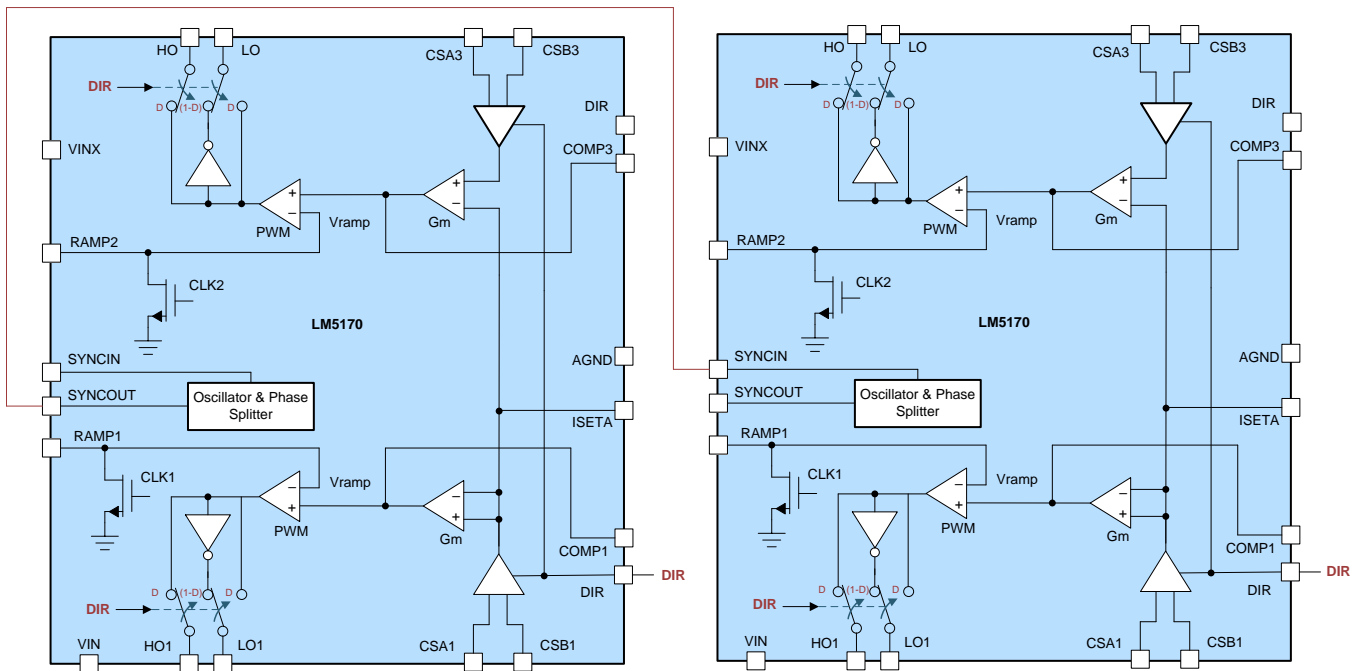 HO
LO
CSA3
CSB3
DIR
D
(1-D)
D
DIR
VINX
COMP3
+
−
PWM
Vramp
+
−
Gm
RAMP2
CLK2
LM5170
SYNCIN
AGND
SYNCOUT
Oscillator & Phase
Splitter
ISETA
RAMP1
CLK1
Vramp
−
+
PWM
−
+
Gm
COMP1
D
(1-D)
D
DIR
DIR
DIR
VIN
HO1
LO1
CSA1
CSB1
HO
LO
CSA3
CSB3
DIR
D
(1-D)
D
DIR
VINX
COMP3
+
−
PWM
Vramp
+
−
Gm
RAMP2
CLK2
LM5170
SYNCIN
AGND
SYNCOUT
Oscillator & Phase
Splitter
ISETA
RAMP1
CLK1
Vramp
−
+
PWM
−
+
Gm
COMP1
D
(1-D)
D
DIR
DIR
DIR
VIN
HO1
LO1
CSA1
CSB1